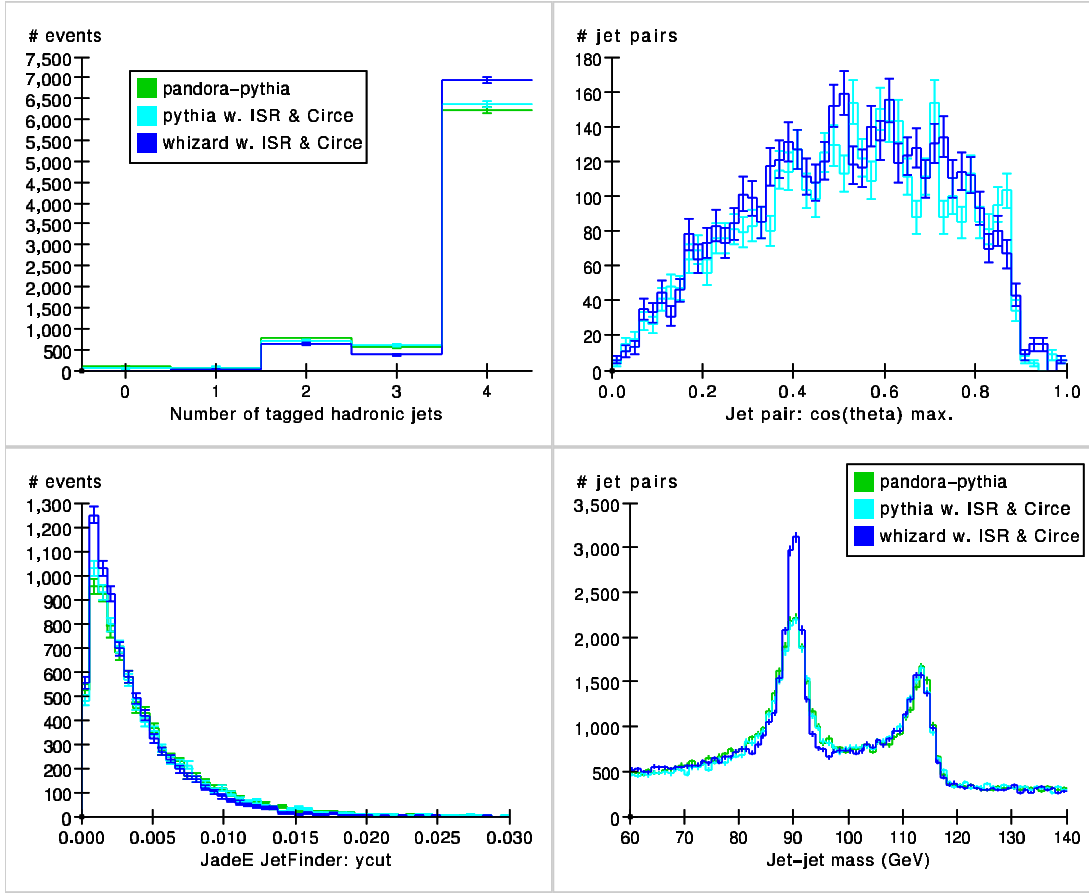 # events
7,500
7,000
6,500
6,000
5,500
5,000
4,500
4,000
3,500
3,000
2,500
2,000
1,500
1,000
500
0
pandora-pythia
pythia w. ISR & Circe
whizard w. ISR & Circe
0 1 2 3 4
Number of tagged hadronic jets
# jet pairs
180
160
140
120
100
80
60
40
20
0
0.0 0.2 0.4 0.6 0.8 1.0
Jet pair: cos(theta) max.
# events
1,300
1,200
1,100
1,000
900
800
700
600
500
400
300
200
100
0
0.000 0.005 0.010 0.015 0.020 0.025 0.030
JadeE JetFinder: ycut
# jet pairs
3,500
3,000
2,500
2,000
1,500
1,000
500
0
pandora-pythia
pythia w. ISR & Circe
whizard w. ISR & Circe
60 70 80 90 100 110 120 130 140
Jet-jet mass (GeV)